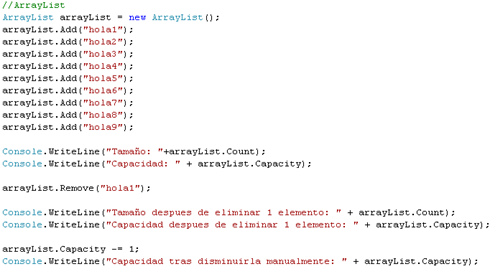 //ArrayList
ArrayList arrayList = new ArrayList();
arrayList.Add("hola1");
arrayList.Add("hola2");
arrayList.Add("hola3");
arrayList.Add("hola4");
arrayList.Add("hola5");
arrayList.Add("hola6");
arrayList.Add("hola7");
arrayList.Add("hola8");
arrayList.Add("hola9");
Console.WriteLine("Tamaño: "+arrayList.Count);
Console.WriteLine("Capacidad: " + arrayList.Capacity);
arrayList.Remove("hola1");
Console.WriteLine("Tamaño despues de eliminar 1 elemento: " + arrayList.Count);
Console.WriteLine("Capacidad despues de eliminar 1 elemento: " + arrayList.Capacity);
arrayList.Capacity -= 1;
Console.WriteLine("Capacidad tras disminuirla manualmente: " + arrayList.Capacity);